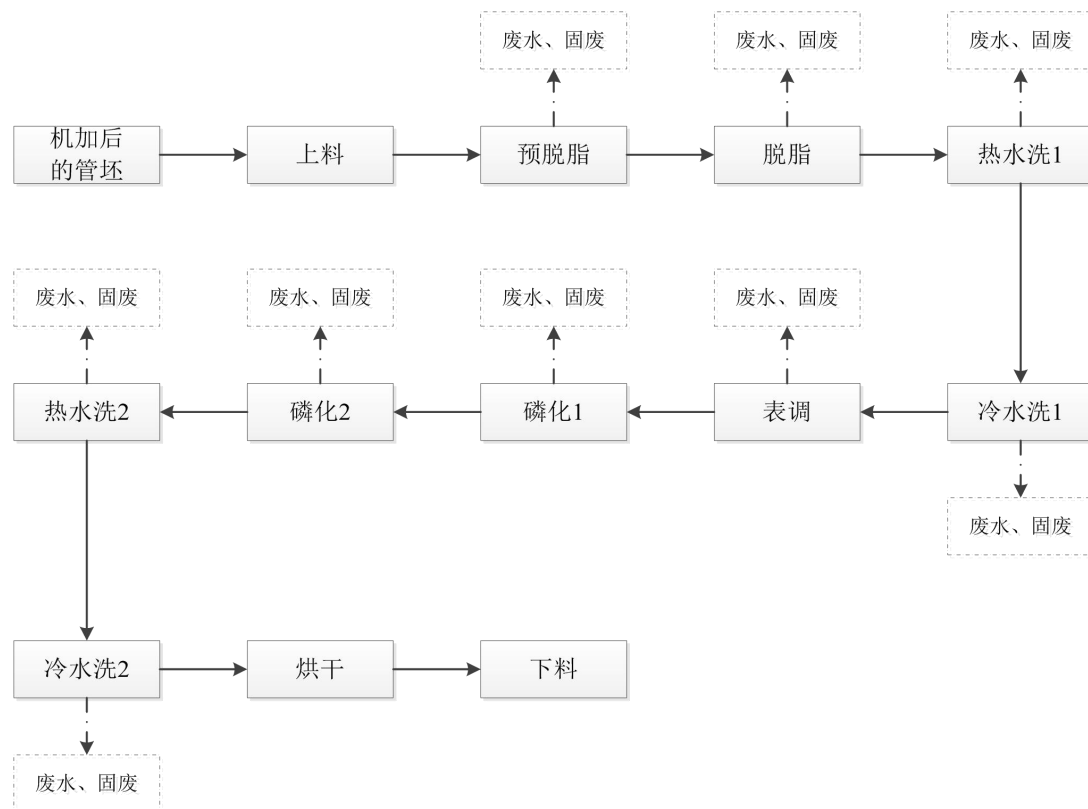 废水、固废
废水、固废
废水、固废
机加后
的管坯
上料
预脱脂
脱脂
热水洗1
废水、固废
废水、固废
废水、固废
废水、固废
热水洗2
磷化2
磷化1
表调
冷水洗1
废水、固废
冷水洗2
烘干
下料
废水、固废